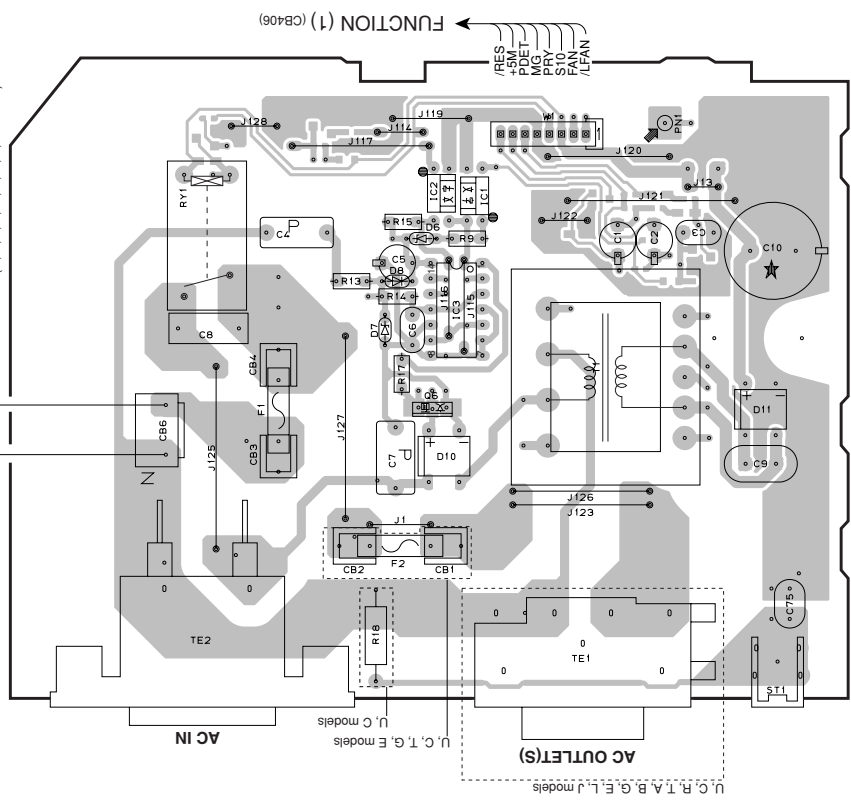 FUNCTION (1) (CB406)
/RES
+5M
PDET
MG
PRY
S10
FAN
/LFAN
W1
PN1
J128
J119
J114
J117
J120
J13
J121
J122
RY1
C4
P
IC2
IC1
R15
D6
R9
C1
C2
C3
C10
C5
D8
R13
R14
J116
IC3
J115
D7
C6
C8
CB4
F1
CB3
R17
Q6
T1
D11
CB6
N
J125
J127
C7
P
D10
C9
J126
J123
J1
CB2
F2
CB1
TE2
R18
TE1
C75
ST1
AC IN
U, C models
U, C, T, G, E models
AC OUTLET(S)
U, C, R, T, A, B, G, E, L, J models